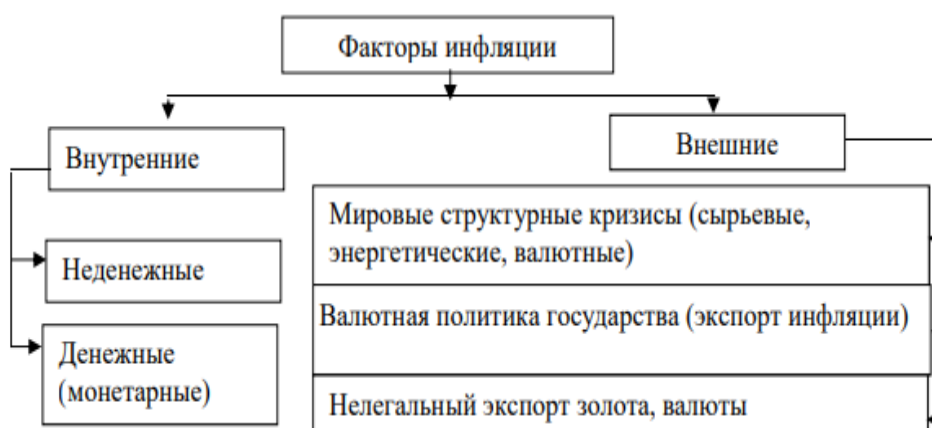 Факторы инфляции
Внутренние
Внешние
Неденежные
Денежные
(монетарные)
Мировые структурные кризисы (сырьевые,
энергетические, валютные)
Валютная политика государства (экспорт инфляции)
Нелегальный экспорт золота, валюты